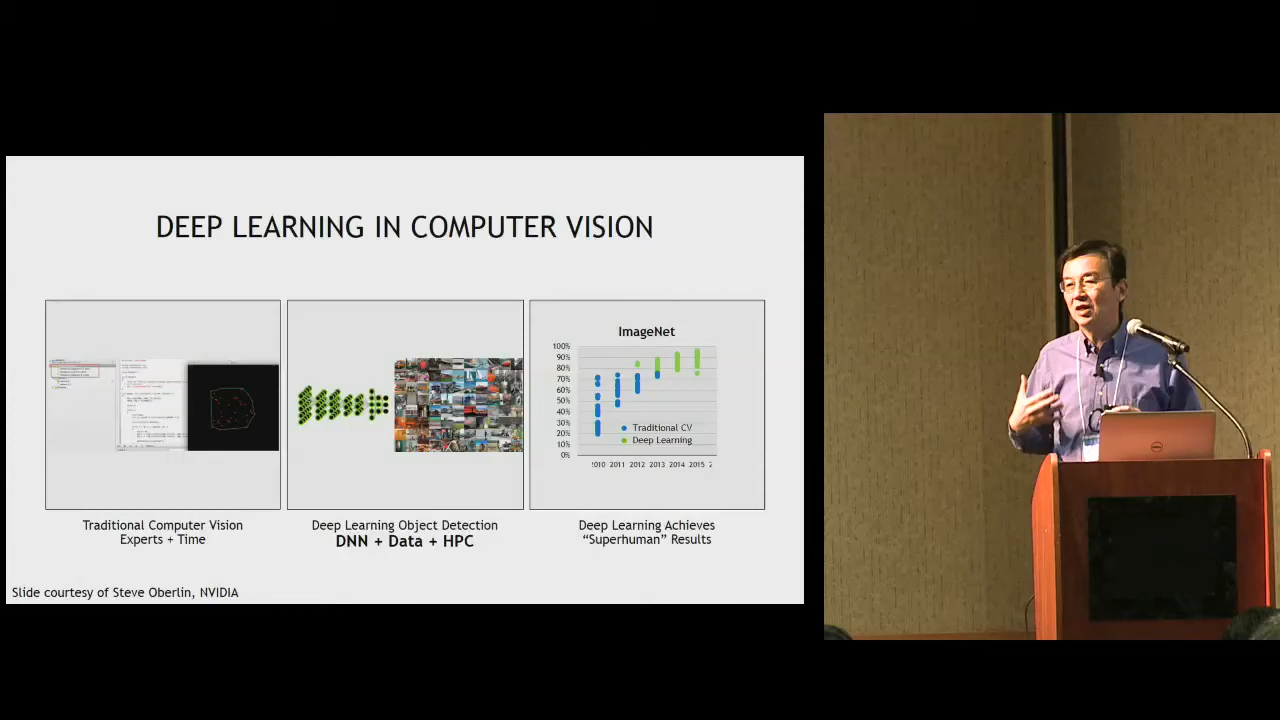 DEEP LEARNING IN COMPUTER VISION
ImageNet
100%
90%
80%
70%
60%
50%
40%
30%
20%
10%
0%
Traditional CV
Deep Learning
2011 2012 2013 2014 2015
Traditional Computer Vision
Experts + Time
Deep Learning Object Detection
DNN + Data + HPC
Deep Learning Achieves
“Superhuman” Results
Slide courtesy of Steve Oberlin, NVIDIA
DELL